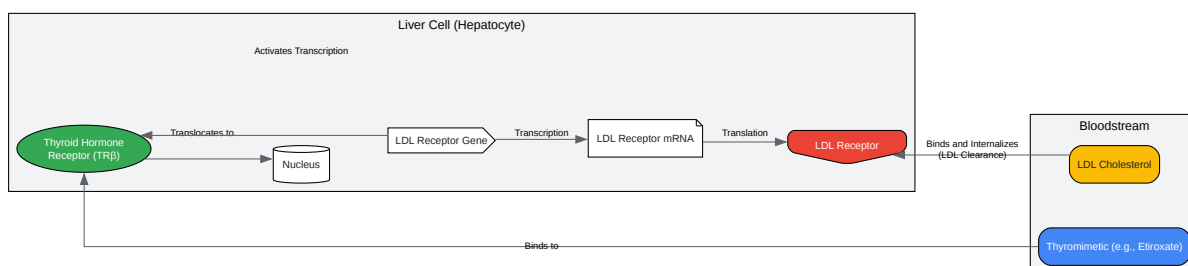 Liver Cell (Hepatocyte)
Activates Transcription
Thyroid Hormone
Receptor (TRβ)
Translocates to
Nucleus
LDL Receptor Gene
Transcription
LDL Receptor mRNA
Translation
LDL Receptor
Binds and Internalizes
(LDL Clearance)
Bloodstream
LDL Cholesterol
Thyromimetic (e.g., Etiroxate)
Binds to